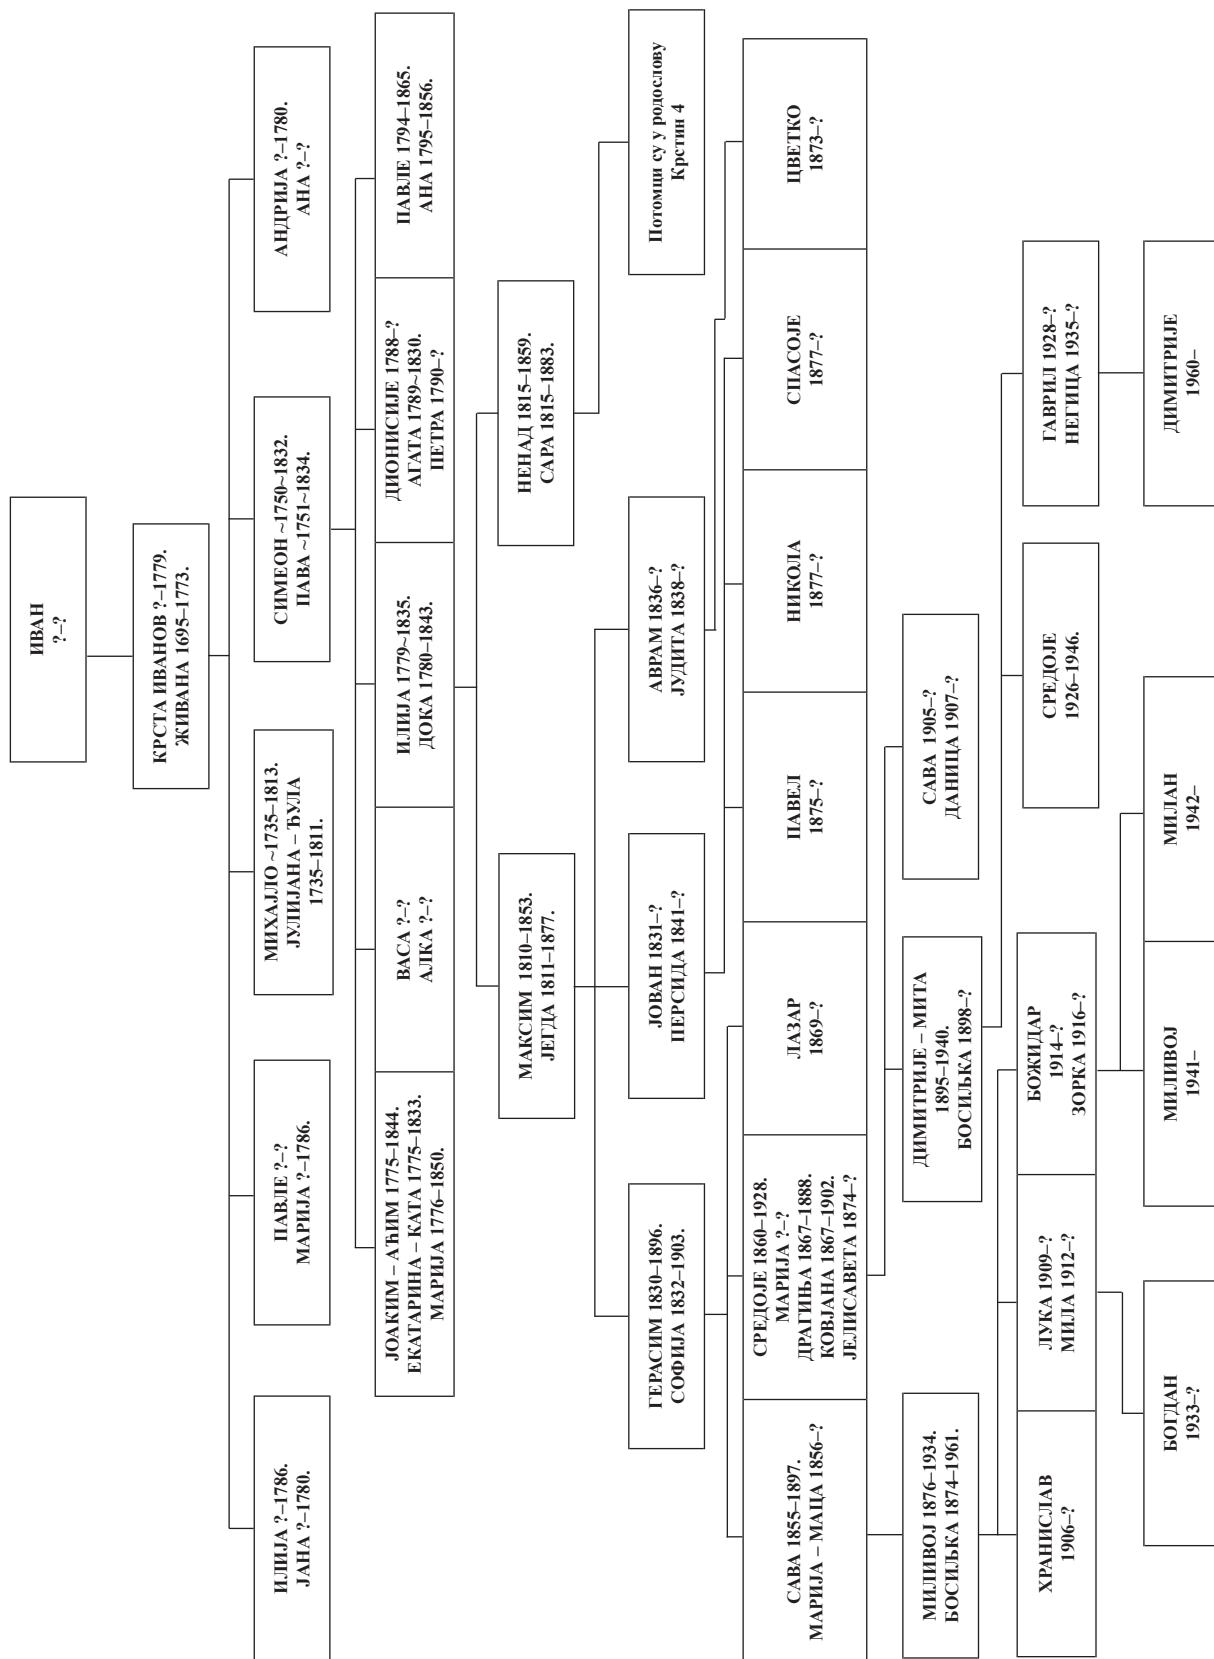 ИВАН
?–?
КРСТА ИВАНОВ ?–1779.
ЖИВАНА 1695–1773.
ИЛИЈА ?–1786.
ЈАНА ?–1780.
ПАВЛЕ ?–?
МАРИЈА ?–1786.
МИХАЈЛО ~1735–1813.
ЈУЛИЈАНА – ЂУЛА
1735–1811.
СИМЕОН ~1750~1832.
ПАВА ~1751~1834.
АНДРИЈА ?–1780.
АНА ?–?
ЈОАКИМ – АЋИМ 1775–1844.
ЕКАТАРИНА – КАТА 1775–1833.
МАРИЈА 1776–1850.
ВАСА ?–?
АЛКА ?–?
ИЛИЈА 1779~1835.
ДОКА 1780–1843.
ДИОНИСИЈЕ 1788–?
АГАТА 1789~1830.
ПЕТРА 1790–?
ПАВЛЕ 1794–1865.
АНА 1795–1856.
МАКСИМ 1810–1853.
ЈЕГДА 1811–1877.
НЕНАД 1815–1859.
САРА 1815–1883.
ГЕРАСИМ 1830–1896.
СОФИЈА 1832–1903.
ЈОВАН 1831–?
ПЕРСИДА 1841–?
АВРАМ 1836–?
ЈУДИТА 1838–?
Потомци су у родослову
Крстин 4
САВА 1855–1897.
МАРИЈА – МАЦА 1856–?
СРЕДОЈЕ 1860–1928.
МАРИЈА ?–?
ДРАГИЊА 1867–1888.
КОВЈАНА 1867–1902.
ЈЕЛИСАВЕТА 1874–?
ЛАЗАР
1869–?
ПАВЕЛ
1875–?
НИКОЛА
1877–?
СПАСОЈЕ
1877–?
ЦВЕТКО
1873–?
МИЛИВОЈ 1876–1934.
БОСИЉКА 1874–1961.
ДИМИТРИЈЕ – МИТА
1895–1940.
БОСИЉКА 1898–?
САВА 1905–?
ДАНИЦА 1907–?
ХРАНИСЛАВ
1906–?
ЛУКА 1909–?
МИЛА 1912–?
БОЖИДАР
1914–?
ЗОРКА 1916–?
СРЕДОЈЕ
1926–1946.
ГАВРИЛ 1928–?
НЕГИЦА 1935–?
БОГДАН
1933–?
МИЛИВОЈ
1941–
МИЛАН
1942–
ДИМИТРИЈЕ
1960–